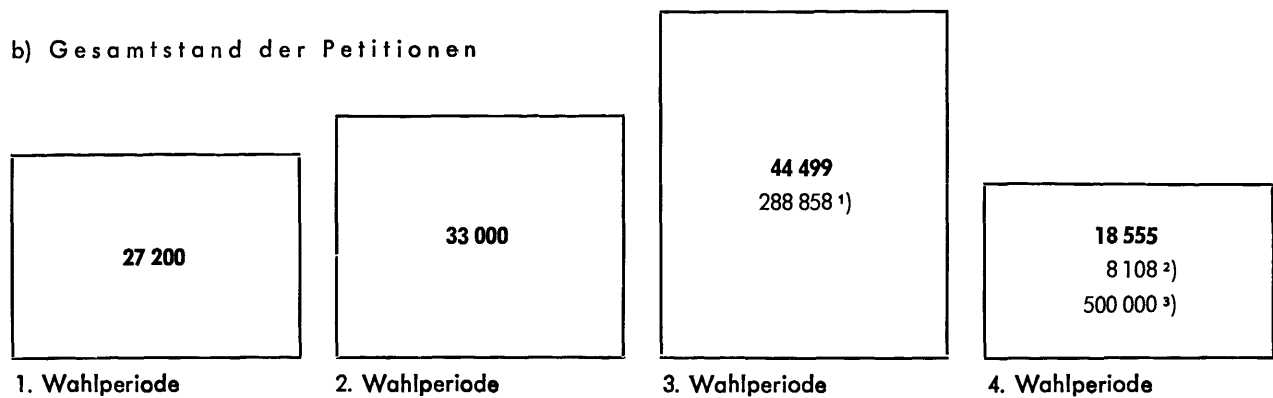 b) Gesamtstand der Petitionen
27 200
33 000
44 499
288 858 ¹)
18 555
8 108 ²)
500 000 ³)
1. Wahlperiode
2. Wahlperiode
3. Wahlperiode
4. Wahlperiode